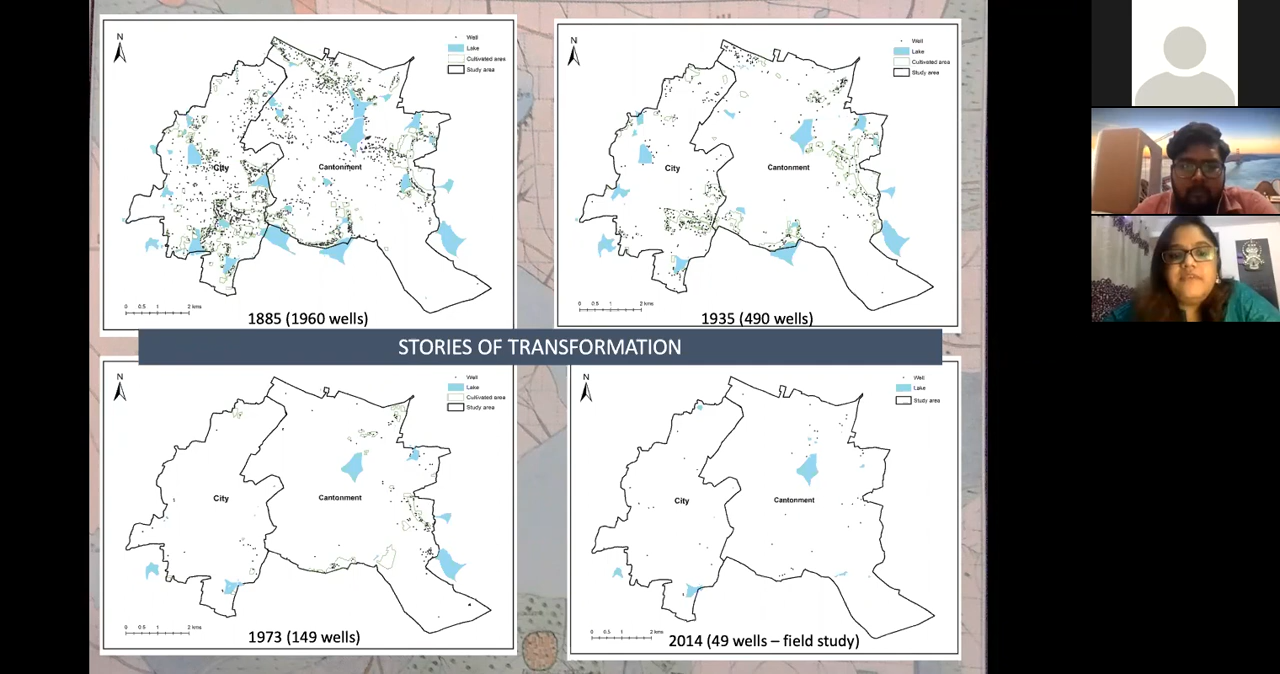 N
Well
Lake
Cultivated area
Study area
City
Cantonment
0 0.5 1 2 kms
1885 (1960 wells)
N
Well
Lake
Cultivated area
Study area
City
Cantonment
0 0.5 1 2 kms
1935 (490 wells)
STORIES OF TRANSFORMATION
N
Well
Lake
Cultivated area
Study area
City
Cantonment
0 0.5 1 2 kms
1973 (149 wells)
N
Well
Lake
Study area
City
Cantonment
0 0.5 1 2 kms
2014 (49 wells – field study)